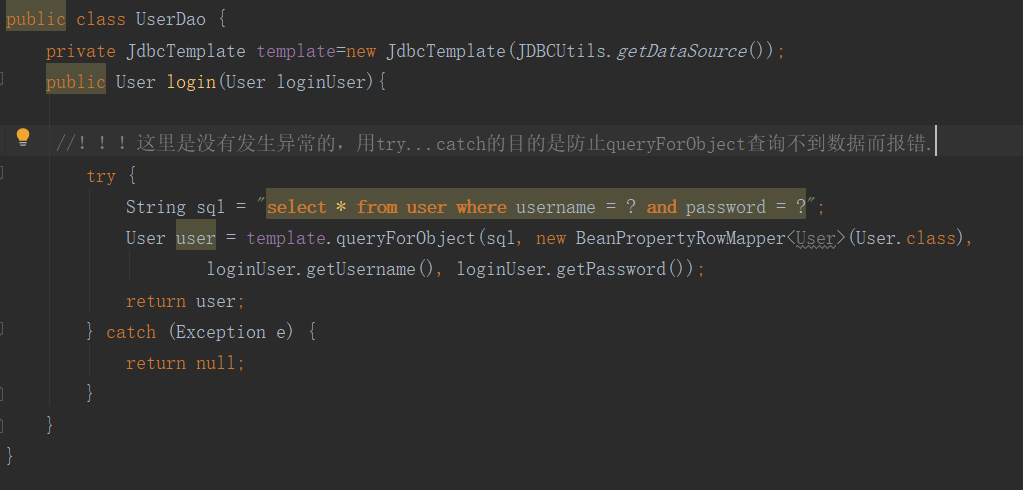 public class UserDao {
private JdbcTemplate template=new JdbcTemplate(JDBCUtils.getDataSource());
public User login(User loginUser){
//！！！这里是没有发生异常的，用try...catch的目的是防止queryForObject查询不到数据而报错.
try {
String sql = "select * from user where username = ? and password = ?";
User user = template.queryForObject(sql, new BeanPropertyRowMapper<User>(User.class),
loginUser.getUsername(), loginUser.getPassword());
return user;
} catch (Exception e) {
return null;
}
}
}